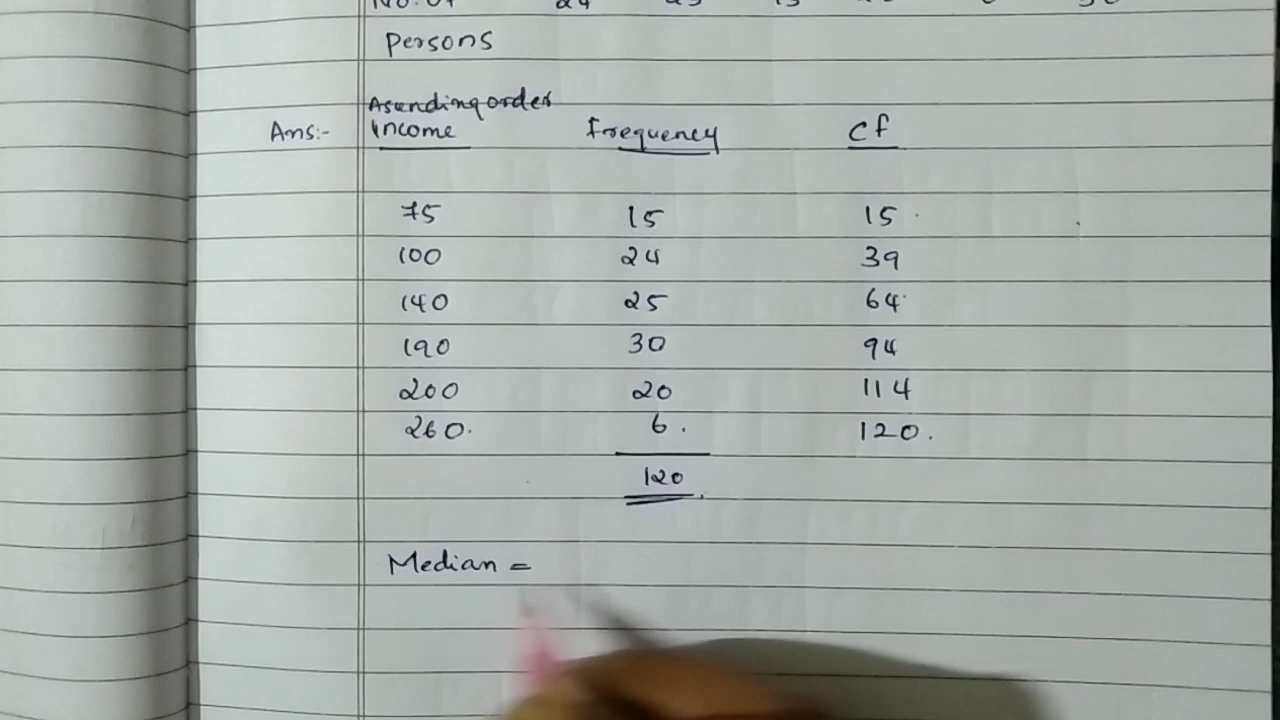 Persons
Asending order
Ans:- Income Frequency Cf
75 15 15
100 24 39
140 25 64
190 30 94
200 20 114
260. 6. 120.
120
Median =